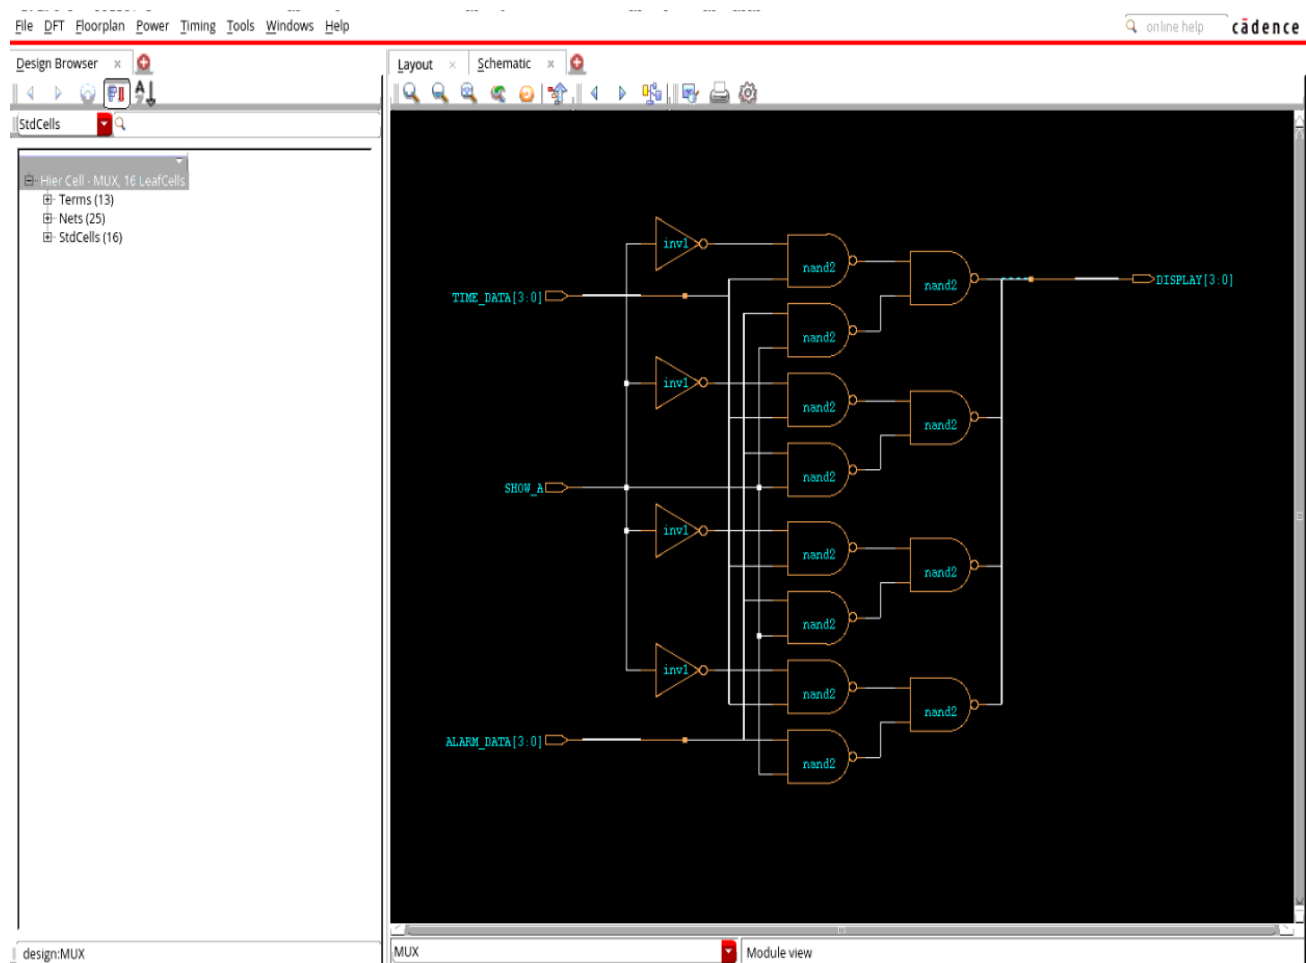 File DFT Floorplan Power Timing Tools Windows Help
online help cādence
Design Browser
Layout Schematic
StdCells
Hier Cell - MUX, 16 LeafCells
Terms (13)
Nets (25)
StdCells (16)
inv1
nand2
nand2
DISPLAY[3:0]
TIME_DATA[3:0]
nand2
inv1
nand2
nand2
nand2
SHOW_A
inv1
nand2
nand2
nand2
inv1
nand2
nand2
ALARM_DATA[3:0]
nand2
design:MUX
MUX
Module view